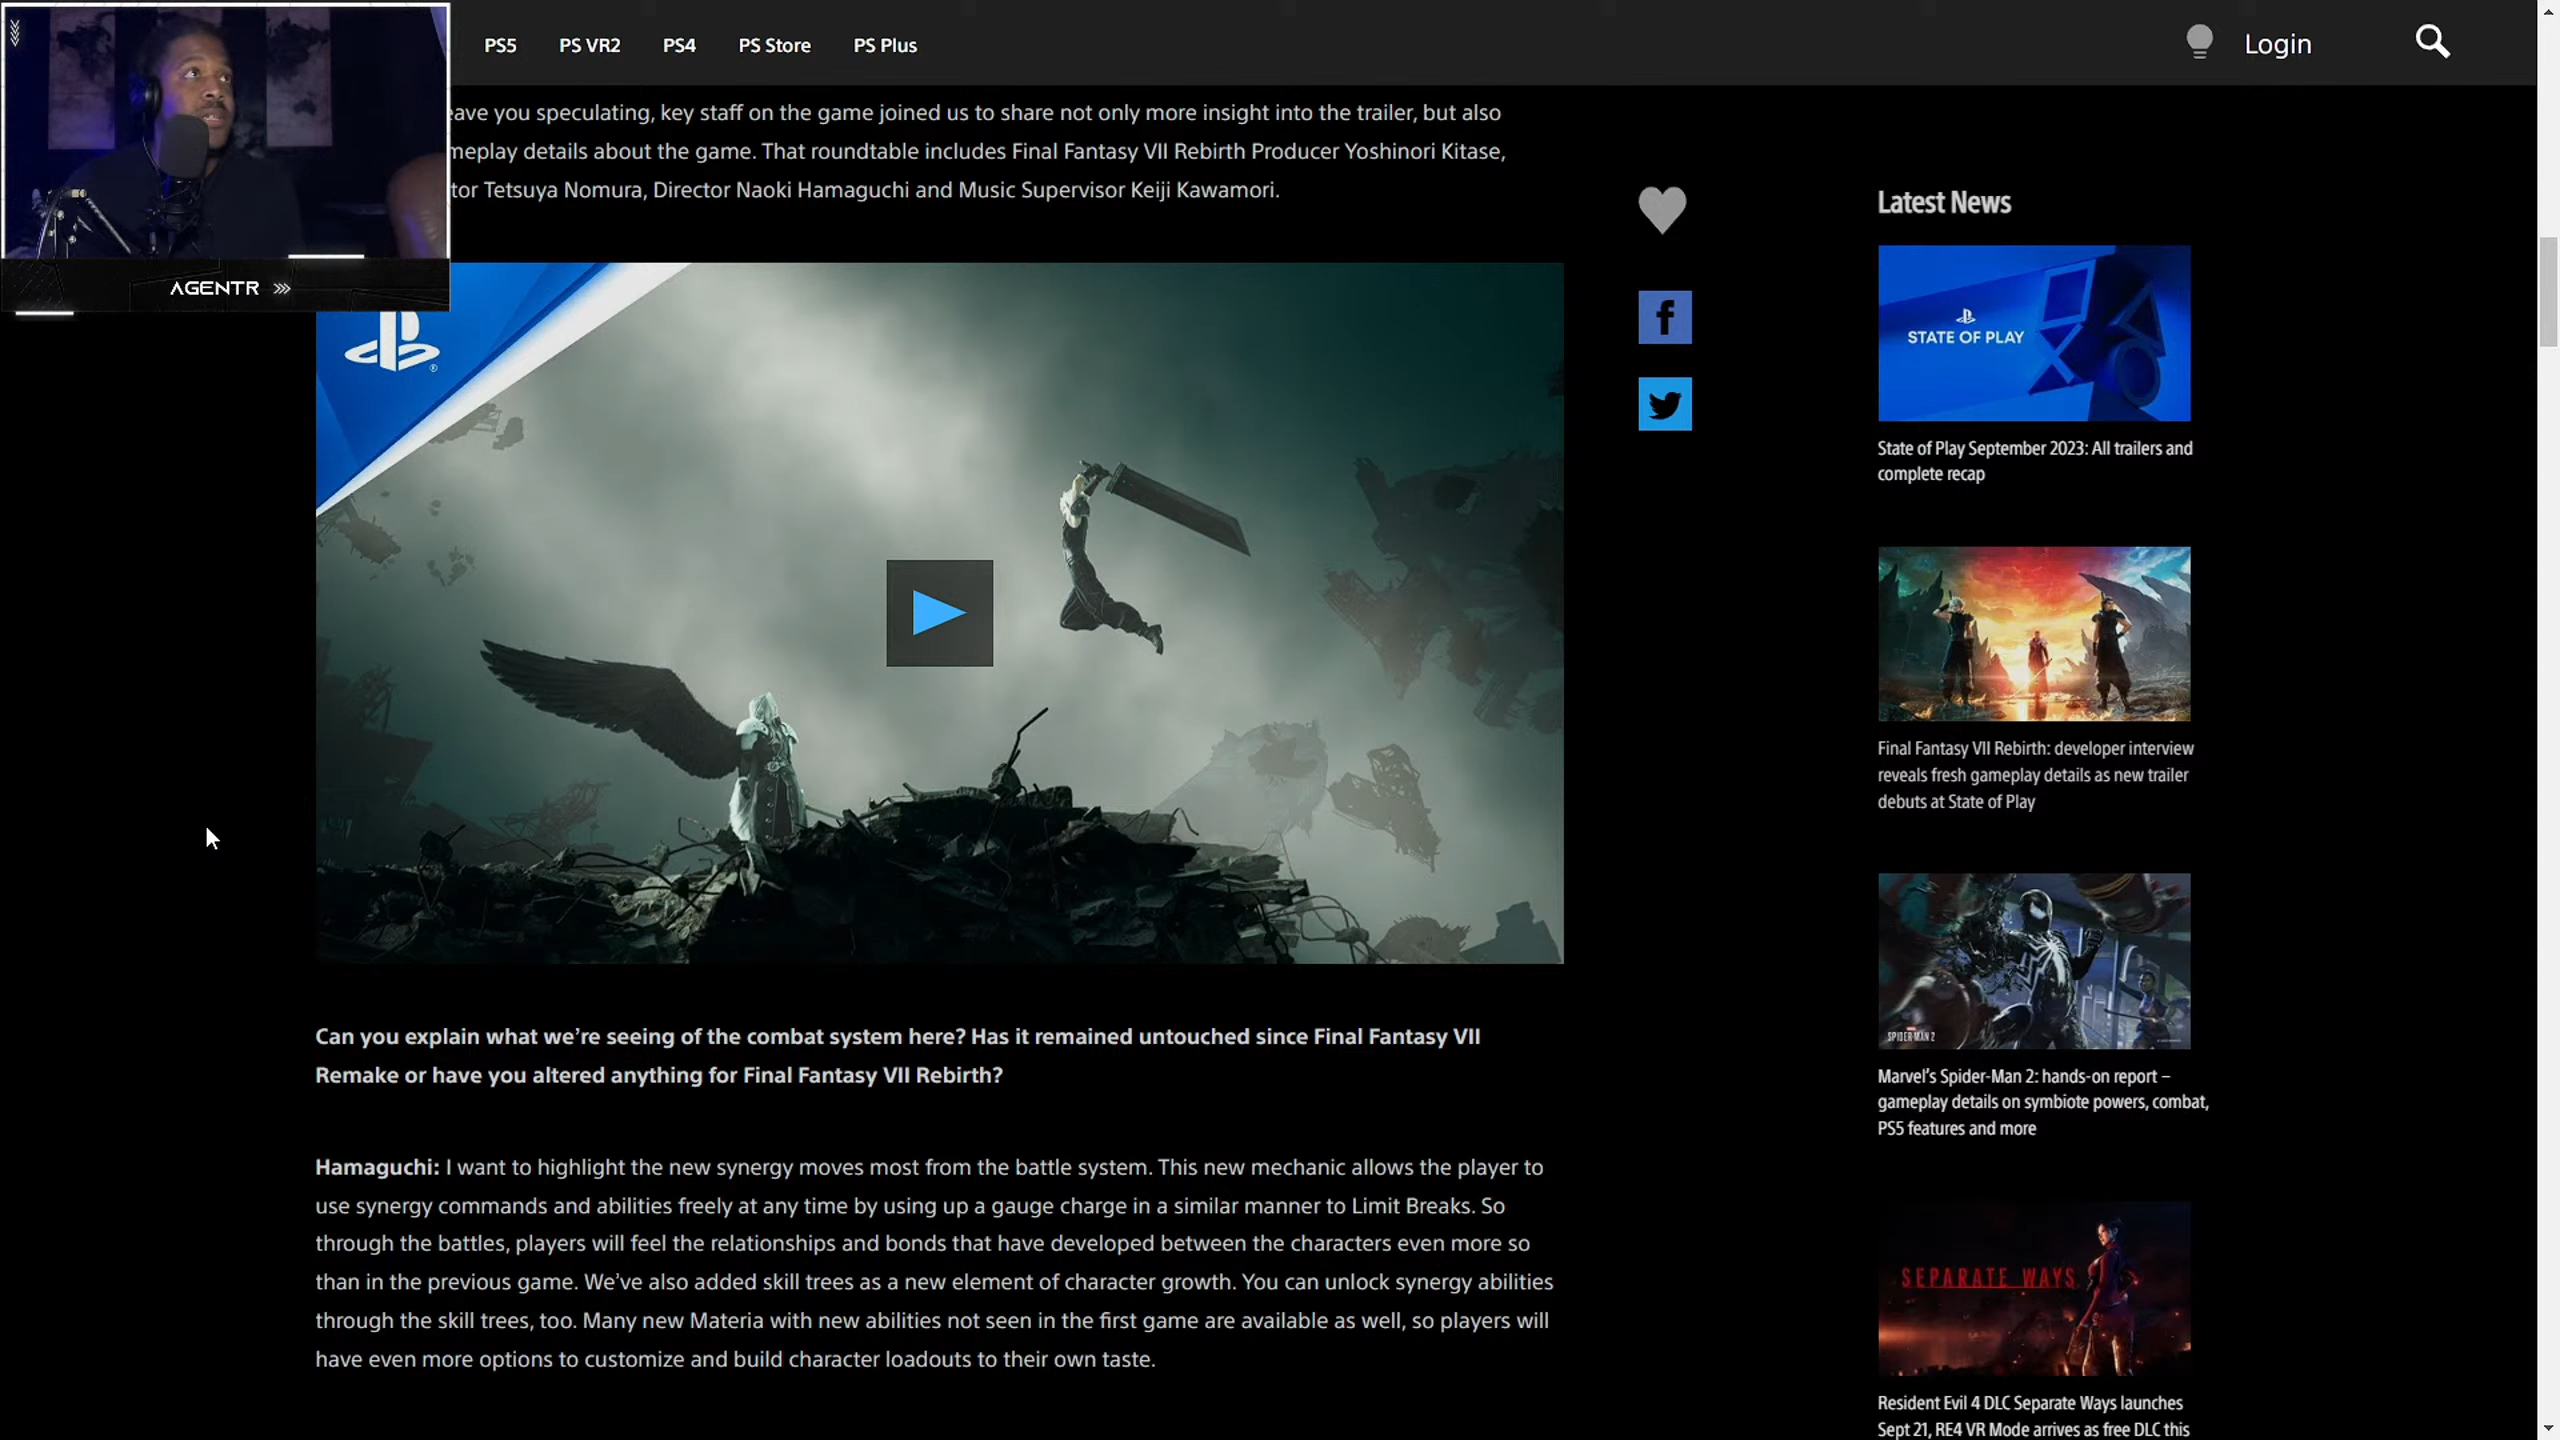 PS5 PS VR2 PS4 PS Store PS Plus
Login
eave you speculating, key staff on the game joined us to share not only more insight into the trailer, but also
meplay details about the game. That roundtable includes Final Fantasy VII Rebirth Producer Yoshinori Kitase,
tor Tetsuya Nomura, Director Naoki Hamaguchi and Music Supervisor Keiji Kawamori.
AGENTR
Can you explain what we’re seeing of the combat system here? Has it remained untouched since Final Fantasy VII
Remake or have you altered anything for Final Fantasy VII Rebirth?
Hamaguchi: I want to highlight the new synergy moves most from the battle system. This new mechanic allows the player to
use synergy commands and abilities freely at any time by using up a gauge charge in a similar manner to Limit Breaks. So
through the battles, players will feel the relationships and bonds that have developed between the characters even more so
than in the previous game. We’ve also added skill trees as a new element of character growth. You can unlock synergy abilities
through the skill trees, too. Many new Materia with new abilities not seen in the first game are available as well, so players will
have even more options to customize and build character loadouts to their own taste.
Latest News
STATE OF PLAY
State of Play September 2023: All trailers and
complete recap
Final Fantasy VII Rebirth: developer interview
reveals fresh gameplay details as new trailer
debuts at State of Play
SPIDER-MAN 2
Marvel’s Spider-Man 2: hands-on report –
gameplay details on symbiote powers, combat,
PS5 features and more
SEPARATE WAYS
Resident Evil 4 DLC Separate Ways launches
Sept 21, RE4 VR Mode arrives as free DLC this